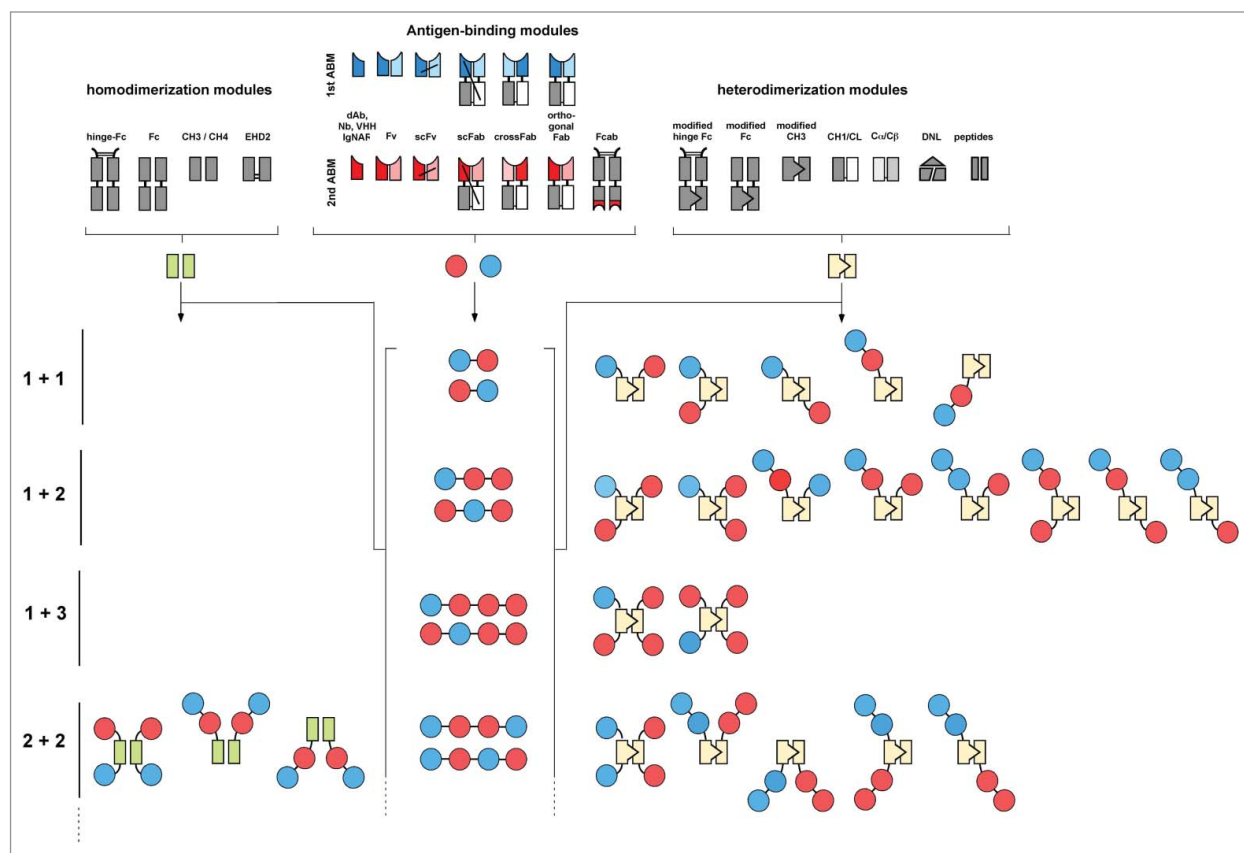 Antigen-binding modules
1st ABM
homodimerization modules
heterodimerization modules
hinge-Fc
Fc
CH3 / CH4
EHD2
2nd ABM
dAb,
Nb, VHH
IgNAR
Fv
scFv
scFab
crossFab
ortho-
gonal
Fab
Fcab
modified
hinge Fc
modified
Fc
modified
CH3
CH1/CL
Cα/Cβ
DNL
peptides
1 + 1
1 + 2
1 + 3
2 + 2